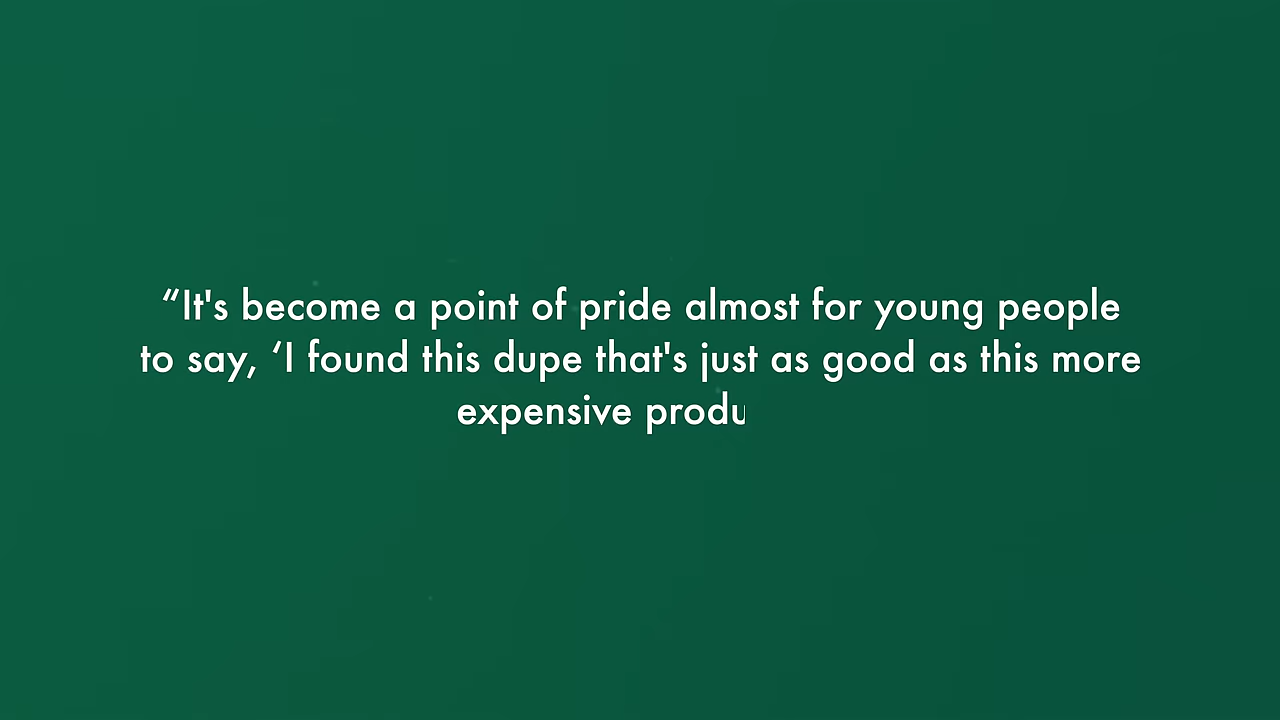 “It's become a point of pride almost for young people
to say, ‘I found this dupe that's just as good as this more
expensive produ